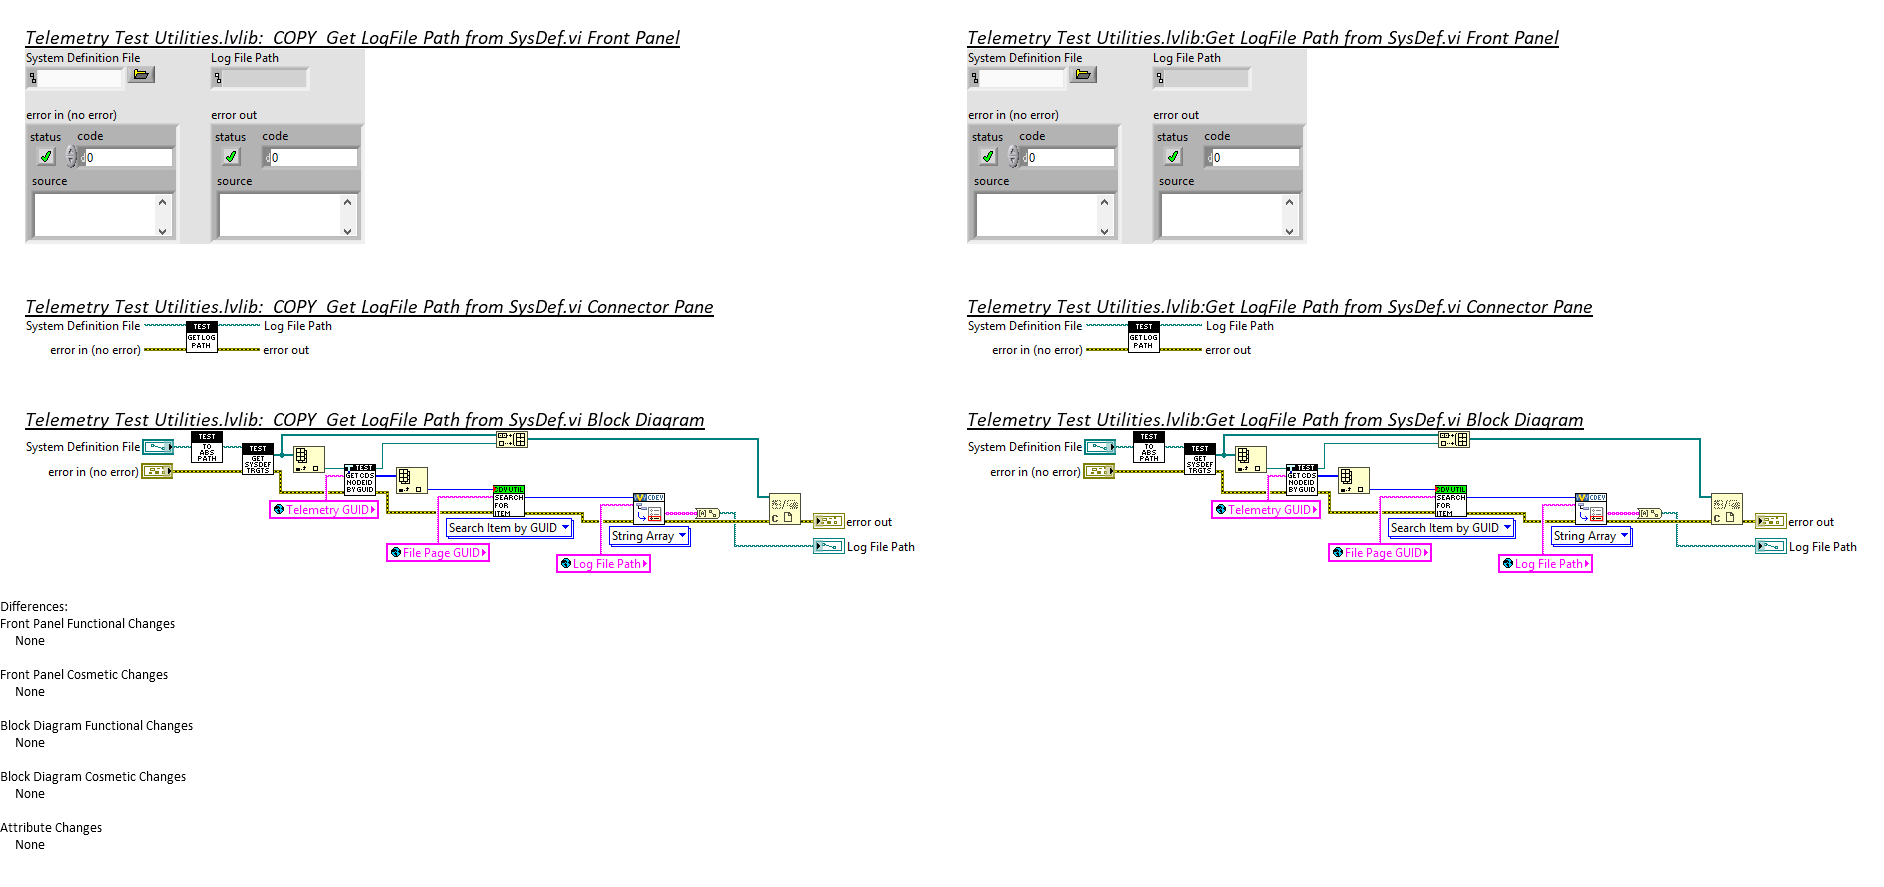 Telemetry Test Utilities.lvlib:_COPY_Get LogFile Path from SysDef.vi Front Panel
System Definition File
Log File Path
error in (no error)
error out
status
code
status
code
0
0
source
source
Telemetry Test Utilities.lvlib:_COPY_Get LogFile Path from SysDef.vi Connector Pane
System Definition File
TEST
GET LOG
PATH
Log File Path
error in (no error)
error out
Telemetry Test Utilities.lvlib:_COPY_Get LogFile Path from SysDef.vi Block Diagram
System Definition File
TEST
TO
ABS
PATH
TEST
GET
SYSDEF
TRGTS
error in (no error)
TEST
GET CDS
NODEID
BY GUID
Telemetry GUID
SEARCH
FOR
ITEM
Search Item by GUID
CDEV
String Array
File Page GUID
Log File Path
error out
Log File Path
Telemetry Test Utilities.lvlib:Get LogFile Path from SysDef.vi Front Panel
System Definition File
Log File Path
error in (no error)
error out
status
code
status
code
0
0
source
source
Telemetry Test Utilities.lvlib:Get LogFile Path from SysDef.vi Connector Pane
System Definition File
TEST
GET LOG
PATH
Log File Path
error in (no error)
error out
Telemetry Test Utilities.lvlib:Get LogFile Path from SysDef.vi Block Diagram
System Definition File
TEST
TO
ABS
PATH
TEST
GET
SYSDEF
TRGTS
error in (no error)
TEST
GET CDS
NODEID
BY GUID
Telemetry GUID
SEARCH
FOR
ITEM
Search Item by GUID
CDEV
String Array
File Page GUID
Log File Path
error out
Log File Path
Differences:
Front Panel Functional Changes
None
Front Panel Cosmetic Changes
None
Block Diagram Functional Changes
None
Block Diagram Cosmetic Changes
None
Attribute Changes
None